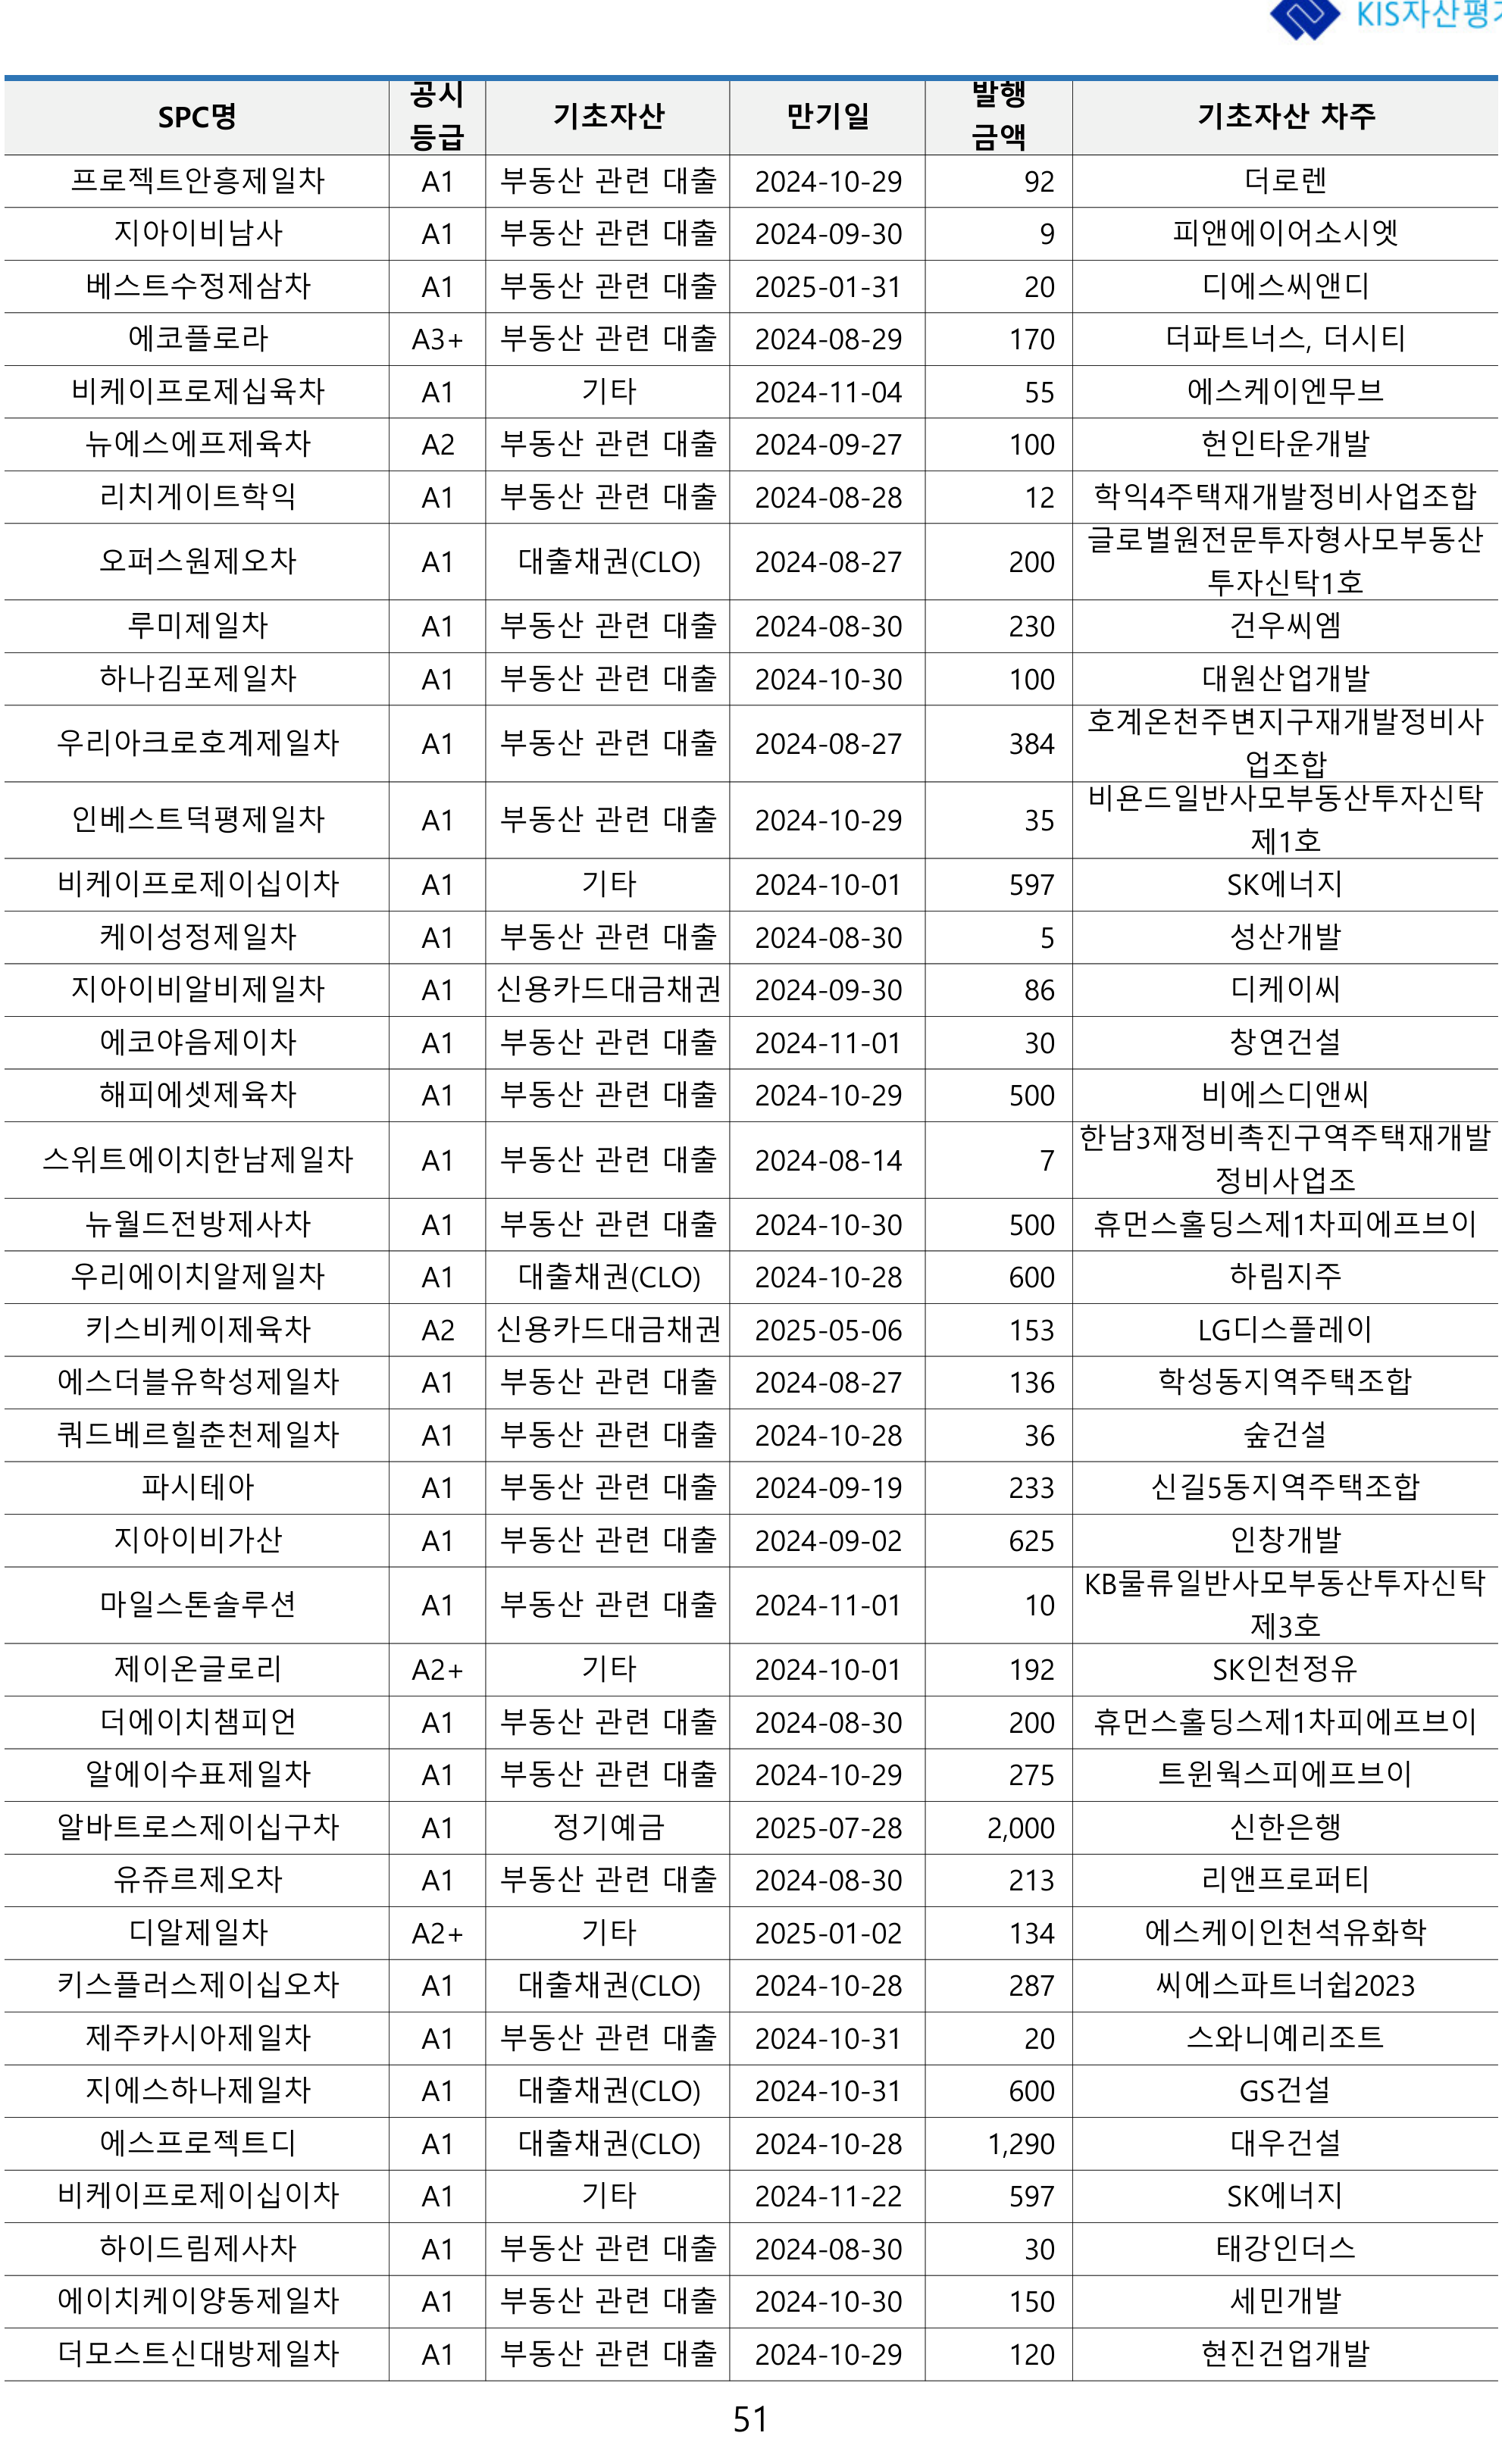 KIS자산평가
SPC명 공시 등급 기초자산 만기일 발행 금액 기초자산 차주
프로젝트안흥제일차 A1 부동산 관련 대출 2024-10-29 92 더로렌
지아이비남사 A1 부동산 관련 대출 2024-09-30 9 피앤에이어소시엣
베스트수정제삼차 A1 부동산 관련 대출 2025-01-31 20 디에스씨앤디
에코플로라 A3+ 부동산 관련 대출 2024-08-29 170 더파트너스, 더시티
비케이프로제십육차 A1 기타 2024-11-04 55 에스케이엔무브
뉴에스에프제육차 A2 부동산 관련 대출 2024-09-27 100 헌인타운개발
리치게이트학익 A1 부동산 관련 대출 2024-08-28 12 학익4주택재개발정비사업조합
오퍼스원제오차 A1 대출채권(CLO) 2024-08-27 200 글로벌원전문투자형사모부동산
투자신탁1호
루미제일차 A1 부동산 관련 대출 2024-08-30 230 건우씨엠
하나김포제일차 A1 부동산 관련 대출 2024-10-30 100 대원산업개발
우리아크로호계제일차 A1 부동산 관련 대출 2024-08-27 384 호계온천주변지구재개발정비사
업조합
인베스트덕평제일차 A1 부동산 관련 대출 2024-10-29 35 비욘드일반사모부동산투자신탁
제1호
비케이프로제이십이차 A1 기타 2024-10-01 597 SK에너지
케이성정제일차 A1 부동산 관련 대출 2024-08-30 5 성산개발
지아이비알비제일차 A1 신용카드대금채권 2024-09-30 86 디케이씨
에코야음제이차 A1 부동산 관련 대출 2024-11-01 30 창연건설
해피에셋제육차 A1 부동산 관련 대출 2024-10-29 500 비에스디앤씨
스위트에이치한남제일차 A1 부동산 관련 대출 2024-08-14 7 한남3재정비촉진구역주택재개발
정비사업조
뉴월드전방제사차 A1 부동산 관련 대출 2024-10-30 500 휴먼스홀딩스제1차피에프브이
우리에이치알제일차 A1 대출채권(CLO) 2024-10-28 600 하림지주
키스비케이제육차 A2 신용카드대금채권 2025-05-06 153 LG디스플레이
에스더블유학성제일차 A1 부동산 관련 대출 2024-08-27 136 학성동지역주택조합
쿼드베르힐춘천제일차 A1 부동산 관련 대출 2024-10-28 36 숲건설
파시테아 A1 부동산 관련 대출 2024-09-19 233 신길5동지역주택조합
지아이비가산 A1 부동산 관련 대출 2024-09-02 625 인창개발
마일스톤솔루션 A1 부동산 관련 대출 2024-11-01 10 KB물류일반사모부동산투자신탁
제3호
제이온글로리 A2+ 기타 2024-10-01 192 SK인천정유
더에이치챔피언 A1 부동산 관련 대출 2024-08-30 200 휴먼스홀딩스제1차피에프브이
알에이수표제일차 A1 부동산 관련 대출 2024-10-29 275 트윈웍스피에프브이
알바트로스제이십구차 A1 정기예금 2025-07-28 2,000 신한은행
유쥬르제오차 A1 부동산 관련 대출 2024-08-30 213 리앤프로퍼티
디알제일차 A2+ 기타 2025-01-02 134 에스케이인천석유화학
키스플러스제이십오차 A1 대출채권(CLO) 2024-10-28 287 씨에스파트너쉽2023
제주카시아제일차 A1 부동산 관련 대출 2024-10-31 20 스와니예리조트
지에스하나제일차 A1 대출채권(CLO) 2024-10-31 600 GS건설
에스프로젝트디 A1 대출채권(CLO) 2024-10-28 1,290 대우건설
비케이프로제이십이차 A1 기타 2024-11-22 597 SK에너지
하이드림제사차 A1 부동산 관련 대출 2024-08-30 30 태강인더스
에이치케이양동제일차 A1 부동산 관련 대출 2024-10-30 150 세민개발
더모스트신대방제일차 A1 부동산 관련 대출 2024-10-29 120 현진건업개발
51